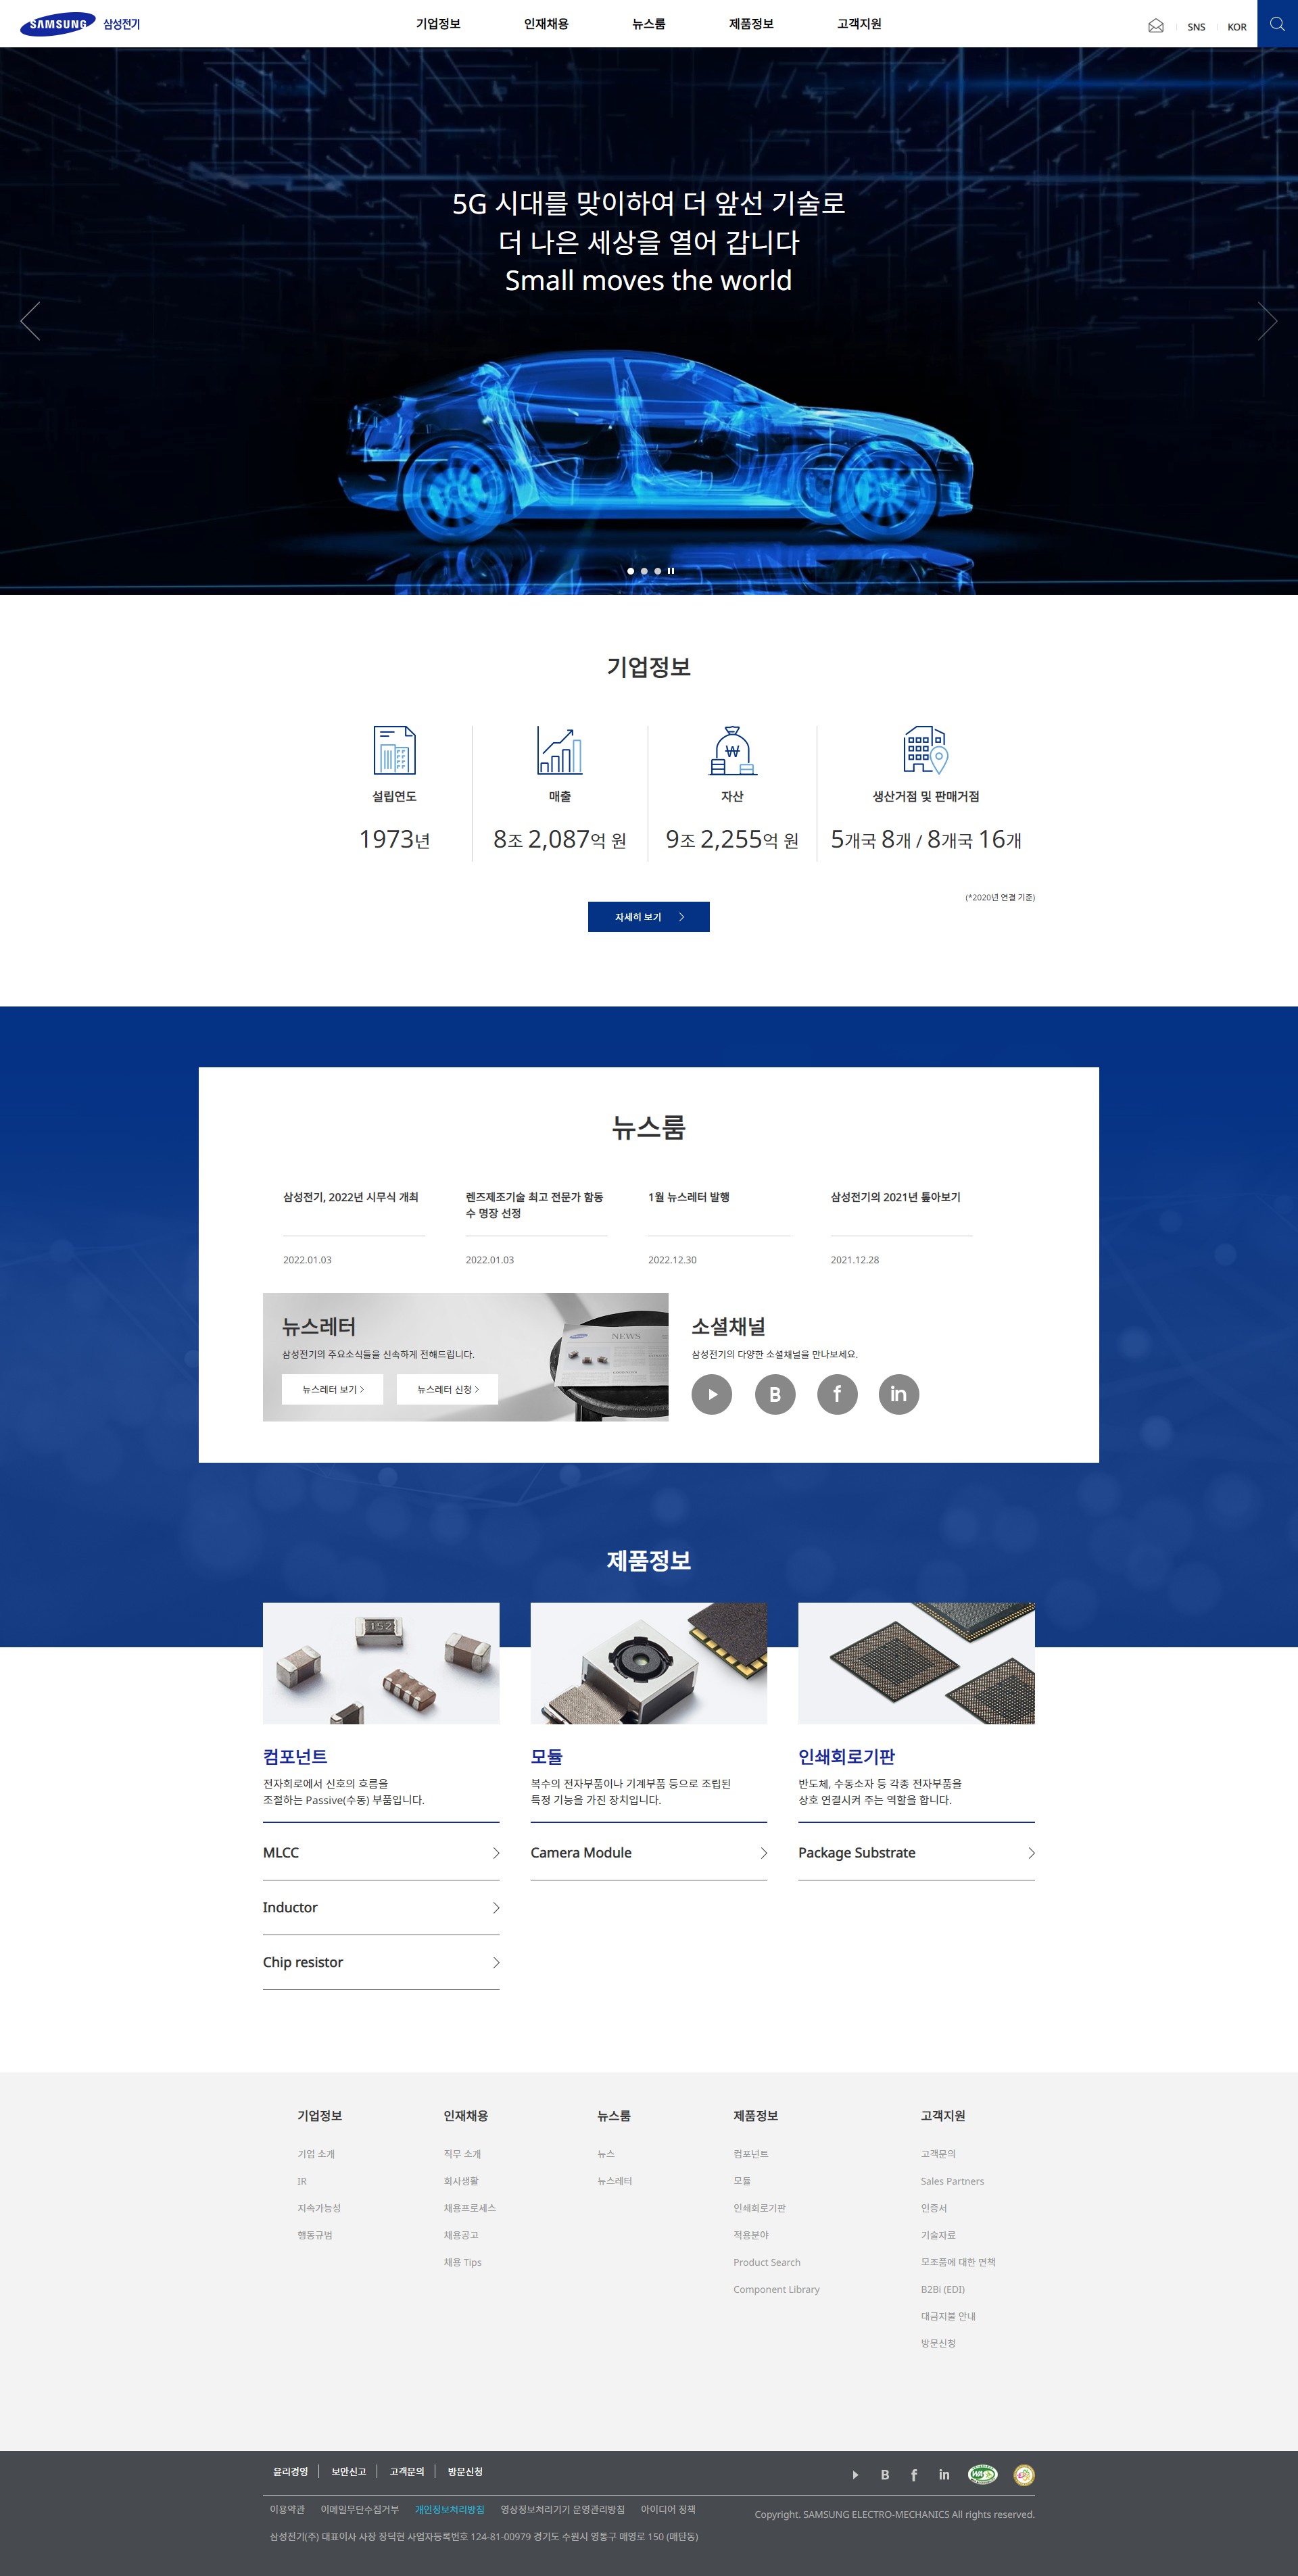 SAMSUNG 삼성전기
기업정보 인재채용 뉴스룸 제품정보 고객지원
SNS KOR
5G 시대를 맞이하여 더 앞선 기술로
더 나은 세상을 열어 갑니다
Small moves the world
기업정보
설립연도
1973년
매출
8조 2,087억 원
자산
9조 2,255억 원
생산거점 및 판매거점
5개국 8개 / 8개국 16개
(*2020년 연결 기준)
자세히 보기
뉴스룸
삼성전기, 2022년 시무식 개최
2022.01.03
렌즈제조기술 최고 전문가 함동
수 명장 선정
2022.01.03
1월 뉴스레터 발행
2022.12.30
삼성전기의 2021년 톺아보기
2021.12.28
뉴스레터
삼성전기의 주요소식들을 신속하게 전해드립니다.
뉴스레터 보기
뉴스레터 신청
NEWS
소셜채널
삼성전기의 다양한 소셜채널을 만나보세요.
B f in
제품정보
152
컴포넌트
전자회로에서 신호의 흐름을
조절하는 Passive(수동) 부품입니다.
MLCC
Inductor
Chip resistor
모듈
복수의 전자부품이나 기계부품 등으로 조립된
특정 기능을 가진 장치입니다.
Camera Module
인쇄회로기판
반도체, 수동소자 등 각종 전자부품을
상호 연결시켜 주는 역할을 합니다.
Package Substrate
기업정보
기업 소개
IR
지속가능성
행동규범
인재채용
직무 소개
회사생활
채용프로세스
채용공고
채용 Tips
뉴스룸
뉴스
뉴스레터
제품정보
컴포넌트
모듈
인쇄회로기판
적용분야
Product Search
Component Library
고객지원
고객문의
Sales Partners
인증서
기술자료
모조품에 대한 면책
B2Bi (EDI)
대금지불 안내
방문신청
윤리경영 보안신고 고객문의 방문신청
B f in WA
이용약관 이메일무단수집거부 개인정보처리방침 영상정보처리기기 운영관리방침 아이디어 정책
Copyright. SAMSUNG ELECTRO-MECHANICS All rights reserved.
삼성전기(주) 대표이사 사장 장덕현 사업자등록번호 124-81-00979 경기도 수원시 영통구 매영로 150 (매탄동)